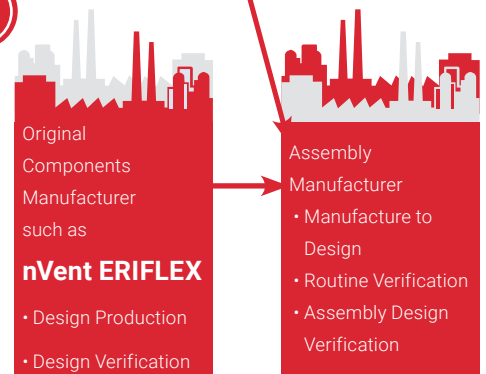 Original
Components
Manufacturer
such as
nVent ERIFLEX
• Design Production
• Design Verification
Assembly
Manufacturer
• Manufacture to
Design
• Routine Verification
• Assembly Design
Verification